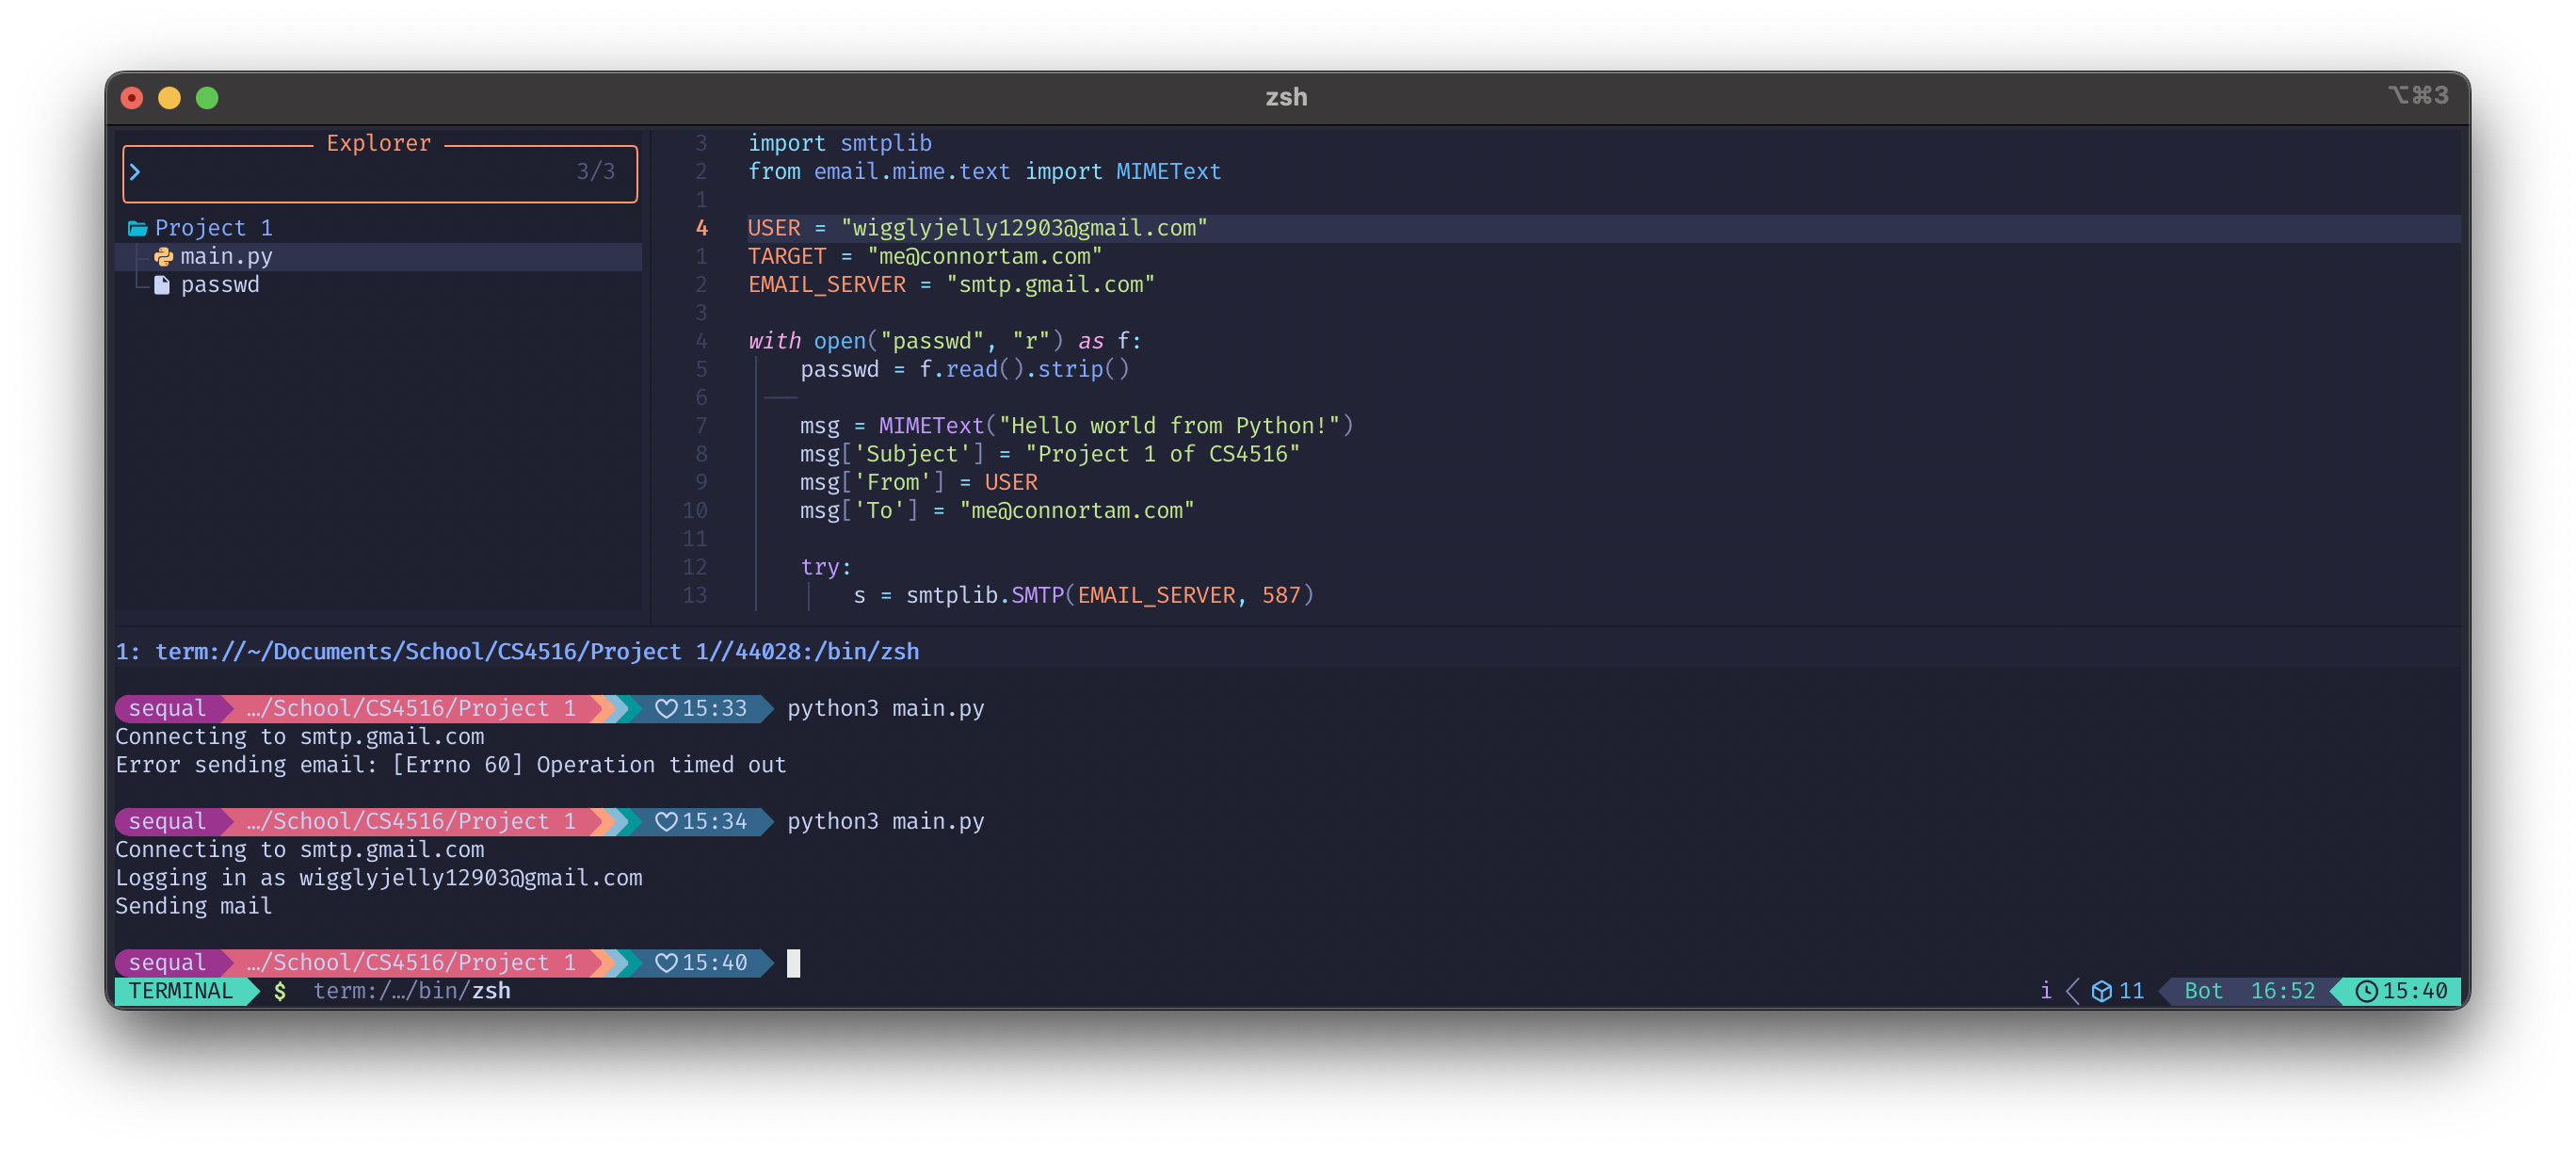 zsh
⌥⌘3
Explorer
3/3
Project 1
main.py
passwd
3 import smtplib
2 from email.mime.text import MIMEText
1
4 USER = "wigglyjelly12903@gmail.com"
1 TARGET = "me@connortam.com"
2 EMAIL_SERVER = "smtp.gmail.com"
3
4 with open("passwd", "r") as f:
5 passwd = f.read().strip()
6
7 msg = MIMEText("Hello world from Python!")
8 msg['Subject'] = "Project 1 of CS4516"
9 msg['From'] = USER
10 msg['To'] = "me@connortam.com"
11
12 try:
13 s = smtplib.SMTP(EMAIL_SERVER, 587)
1: term://~/Documents/School/CS4516/Project 1//44028:/bin/zsh
sequal …/School/CS4516/Project 1 ♡15:33 python3 main.py
Connecting to smtp.gmail.com
Error sending email: [Errno 60] Operation timed out
sequal …/School/CS4516/Project 1 ♡15:34 python3 main.py
Connecting to smtp.gmail.com
Logging in as wigglyjelly12903@gmail.com
Sending mail
sequal …/School/CS4516/Project 1 ♡15:40
TERMINAL $ term:/…/bin/zsh i 11 Bot 16:52 15:40